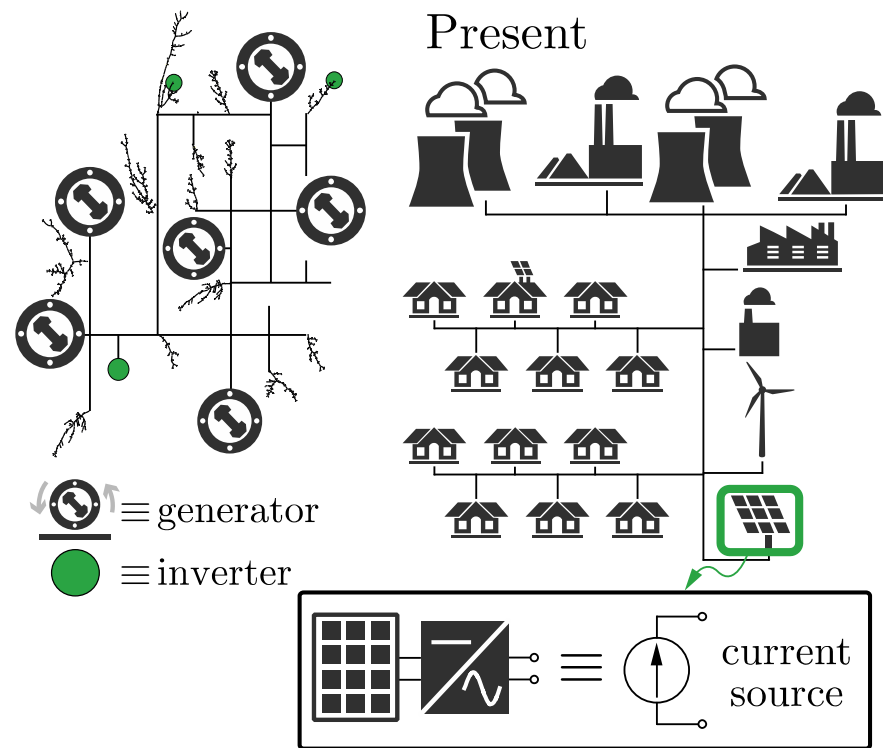 Present
≡ generator
≡ inverter
≡
current
source